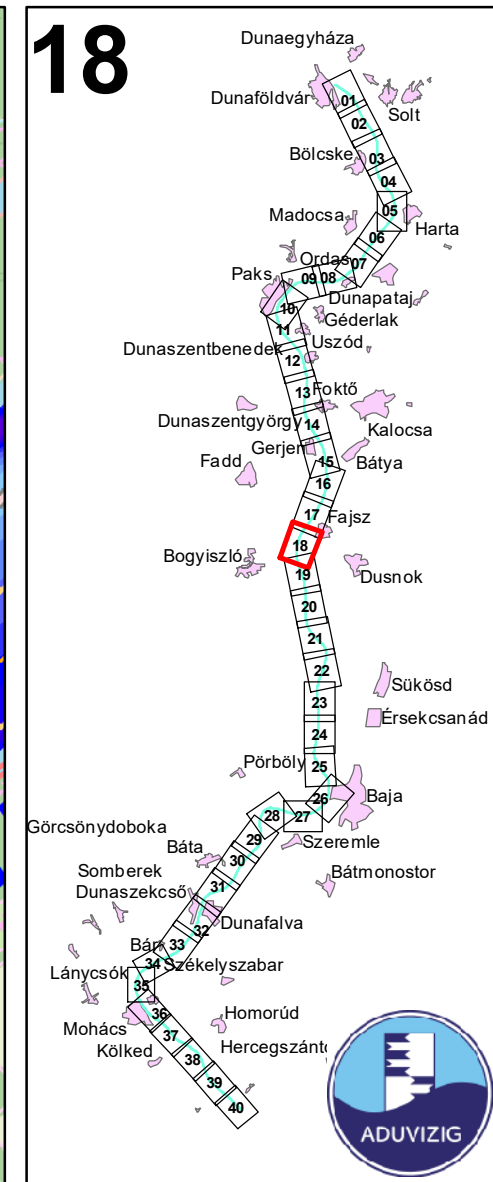 18
Dunaegyháza
Dunaföldvár
01
Solt
02
Bölcske
03
04
05
Madocsa
Harta
06
Ordas
07
Paks
09
08
Dunapataj
10
Géderlak
11
Uszód
Dunaszentbenedek
12
Foktő
13
Dunaszentgyörgy
14
Kalocsa
Gerjen
Fadd
15
Bátya
16
17
Fajsz
18
Bogyiszló
19
Dusnok
20
21
22
Sükösd
23
Érsekcsanád
24
Pörböly
25
26
Baja
28
27
Görcsönydoboka
29
Szeremle
Báta
30
Somberek
Bátmonostor
31
Dunaszekcső
Dunafalva
32
Bár
33
34
Székelyszabar
Lánycsók
35
36
Homorúd
Mohács
37
Kölked
Hercegszántó
38
39
40
ADUVIZIG